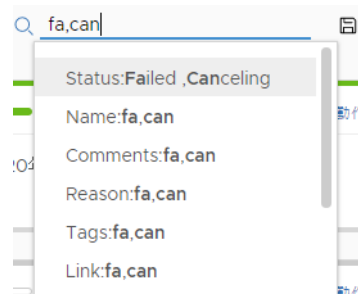 fa,can
Status:Failed ,Canceling
Name:fa,can
Comments:fa,can
Reason:fa,can
Tags:fa,can
Link:fa,can